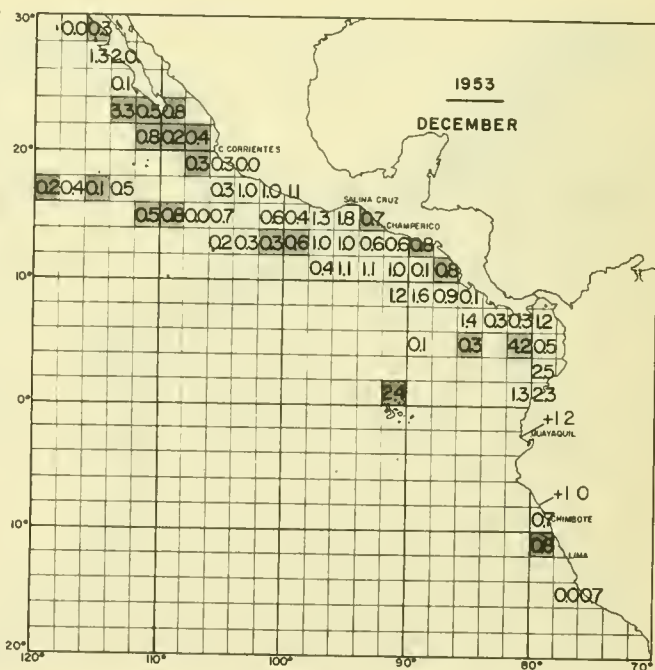 30°
0.0 0.3
1.3 2.0
1953
0.1
DECEMBER
3.3 0.5 0.8
0.8 0.2 0.4
20°
C. CORRIENTES
0.3 0.3 0.0
0.2 0.4 0.1 0.5 0.3 1.0 1.0 1.1
SALINA CRUZ
0.5 0.8 0.0 0.7 0.6 0.4 1.3 1.8 0.7
CHAMPERICO
0.2 0.3 0.3 0.6 1.0 1.0 0.6 0.6 0.8
10°
0.4 1.1 1.1 1.0 0.1 0.8
1.2 1.6 0.9 0.1
1.4 0.3 0.3 1.2
0.1 0.3 4.2 0.5
2.5
0°
2.4 1.3 2.3
+1.2
GUAYAQUIL
+1.0
0.7 CHIMBOTE
10°
0.8
LIMA
0.0 0.7
20°
120° 110° 100° 90° 80° 70°